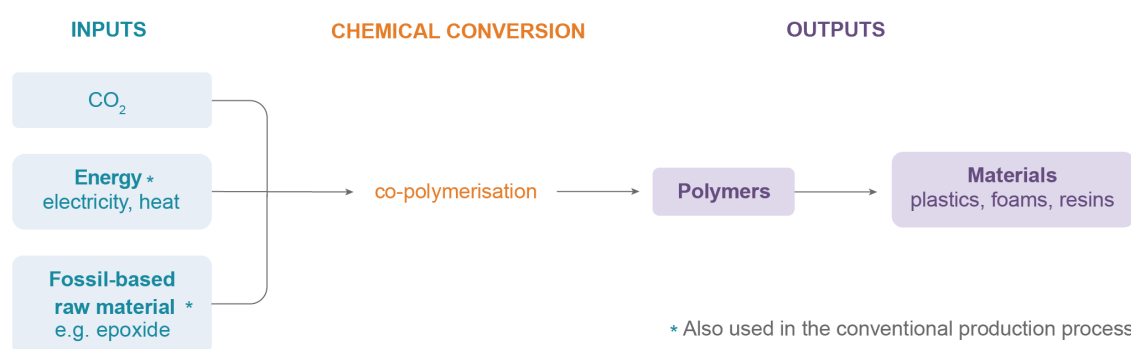 INPUTS
CHEMICAL CONVERSION
OUTPUTS
CO₂
Energy *
electricity, heat
co-polymerisation
Polymers
Materials
plastics, foams, resins
Fossil-based
raw material *
e.g. epoxide
* Also used in the conventional production process